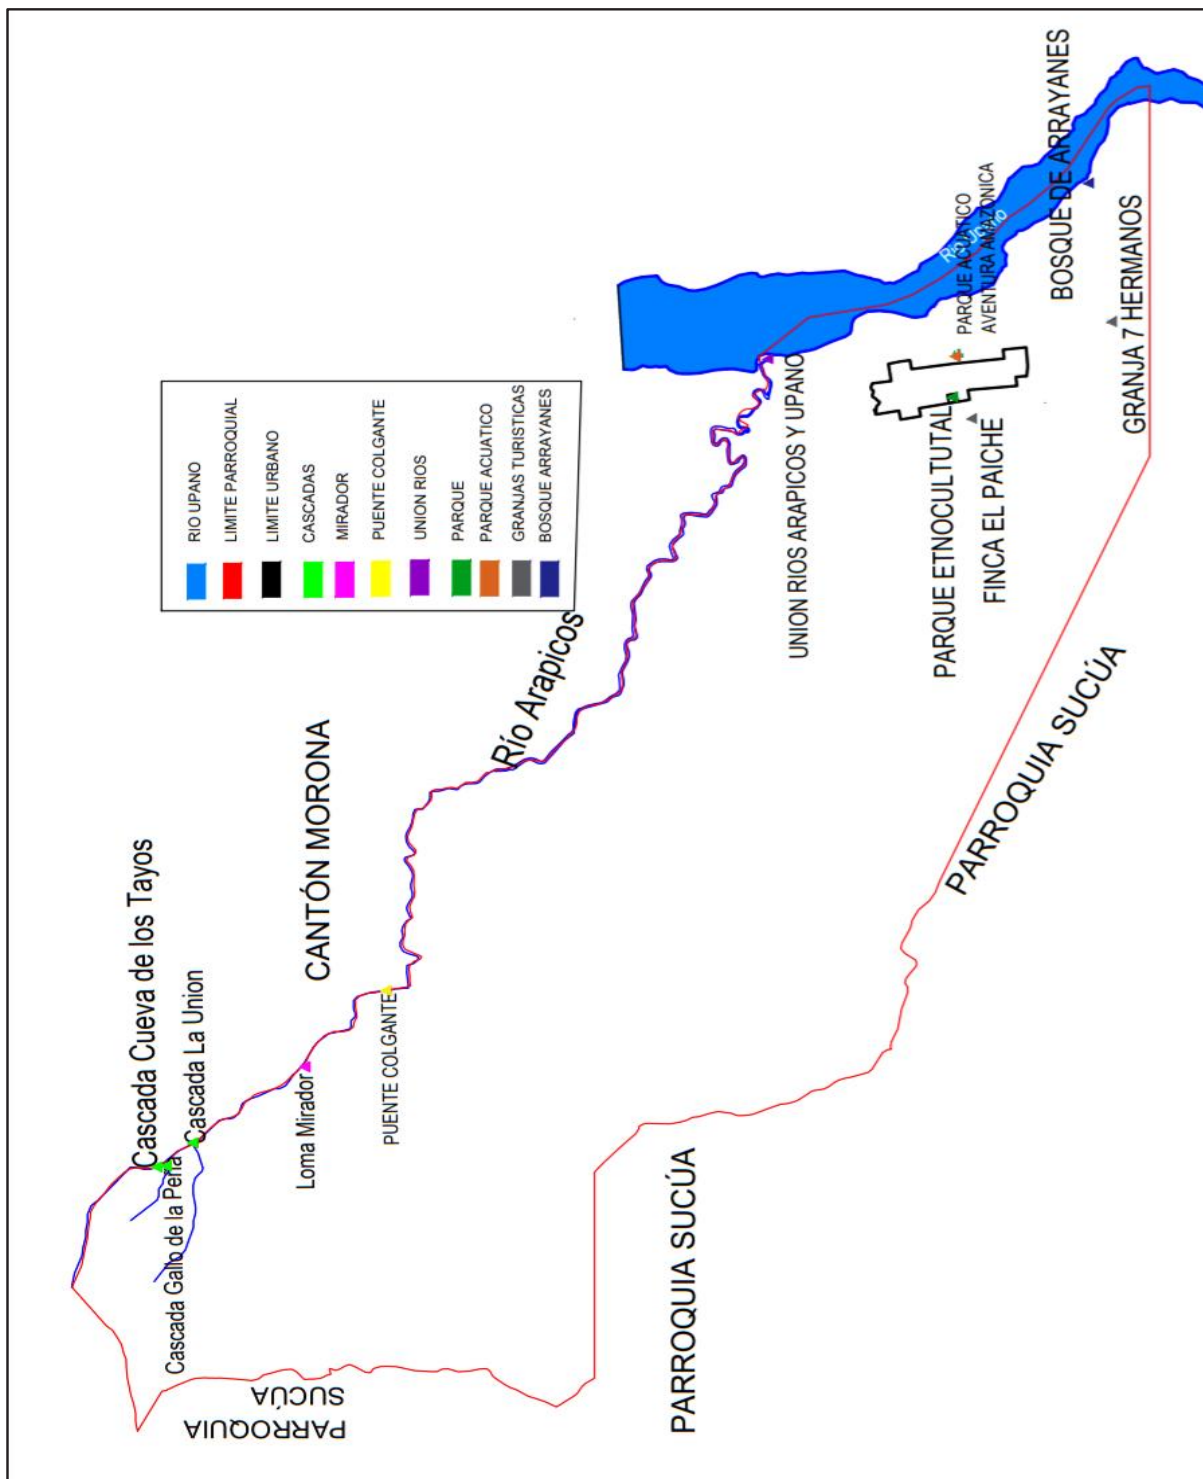 Cascada Cueva de los Tayos
Cascada La Union
Cascada Gallo de la Peña
Loma Mirador
PUENTE COLGANTE
CANTÓN MORONA
Río Arapicos
PARROQUIA
SUCÚA
PARROQUIA SUCÚA
PARROQUIA SUCÚA
RIO UPANO
LIMITE PARROQUIAL
LIMITE URBANO
CASCADAS
MIRADOR
PUENTE COLGANTE
UNION RIOS
PARQUE
PARQUE ACUATICO
GRANJAS TURISTICAS
BOSQUE ARRAYANES
UNION RIOS ARAPICOS Y UPANO
PARQUE ETNOCULTUTAL
FINCA EL PAICHE
Río Upano
PARQUE ACUATICO
AVENTURA AMAZONICA
BOSQUE DE ARRAYANES
GRANJA 7 HERMANOS